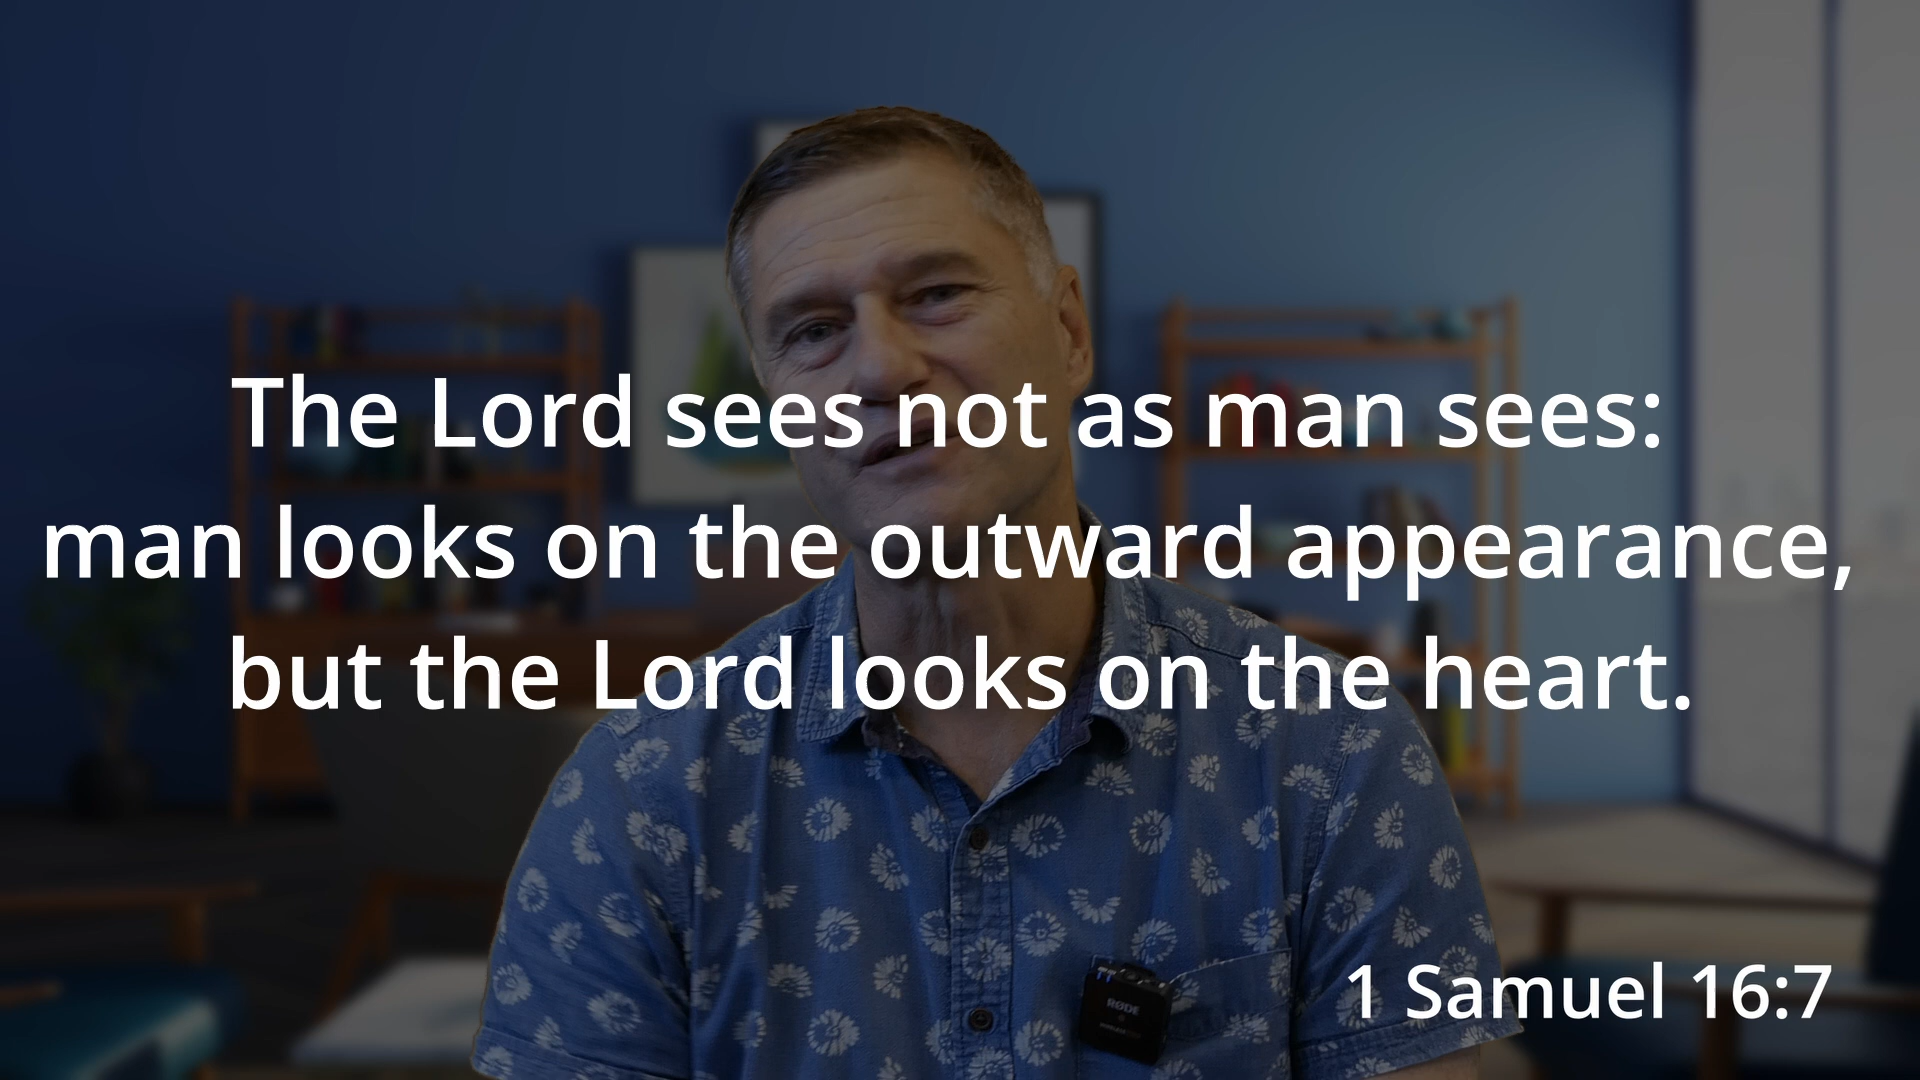 The Lord sees not as man sees:
man looks on the outward appearance,
but the Lord looks on the heart.
RØDE
1 Samuel 16:7